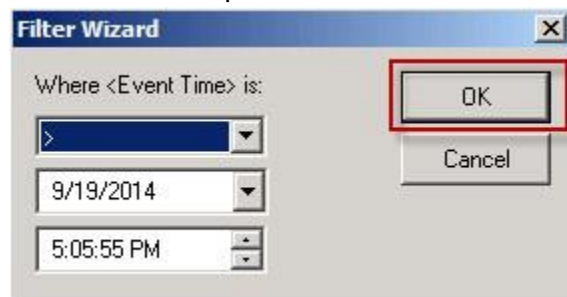 Filter Wizard
Where <Event Time> is:
>
9/19/2014
5:05:55 PM
OK
Cancel